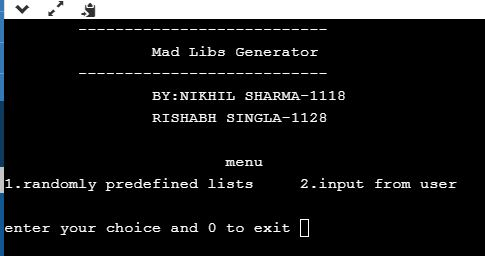 ---------------------------
Mad Libs Generator
---------------------------
BY:NIKHIL SHARMA-1118
RISHABH SINGLA-1128
menu
1.randomly predefined lists     2.input from user
enter your choice and 0 to exit